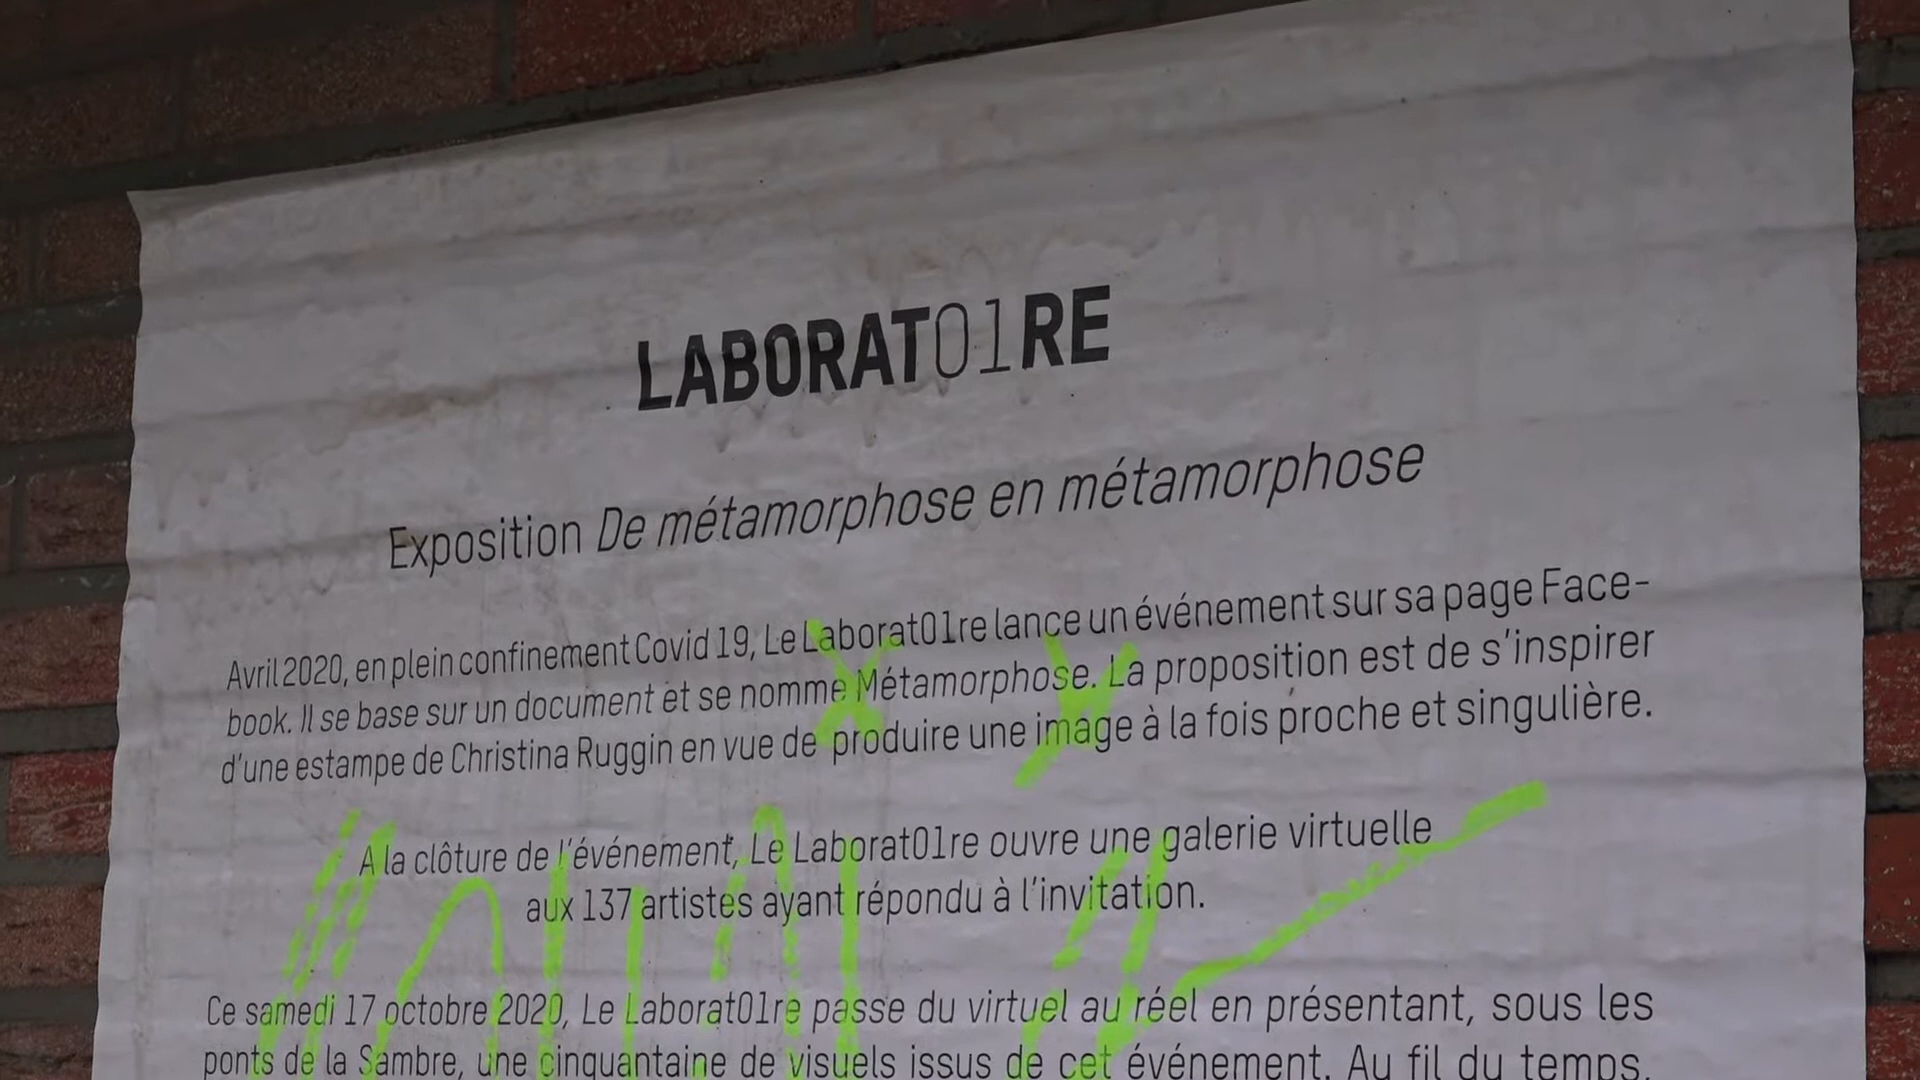 LABORAT01RE
Exposition De métamorphose en métamorphose
Avril 2020, en plein confinement Covid 19, Le Laborat01re lance un événement sur sa page Face-
book. Il se base sur un document et se nomme Métamorphose. La proposition est de s'inspirer
d'une estampe de Christina Ruggin en vue de produire une image à la fois proche et singulière.
A la clôture de l'événement, Le Laborat01re ouvre une galerie virtuelle
aux 137 artistes ayant répondu à l'invitation.
Ce samedi 17 octobre 2020, Le Laborat01re passe du virtuel au réel en présentant, sous les
ponts de la Sambre, une cinquantaine de visuels issus de cet événement. Au fil du temps,